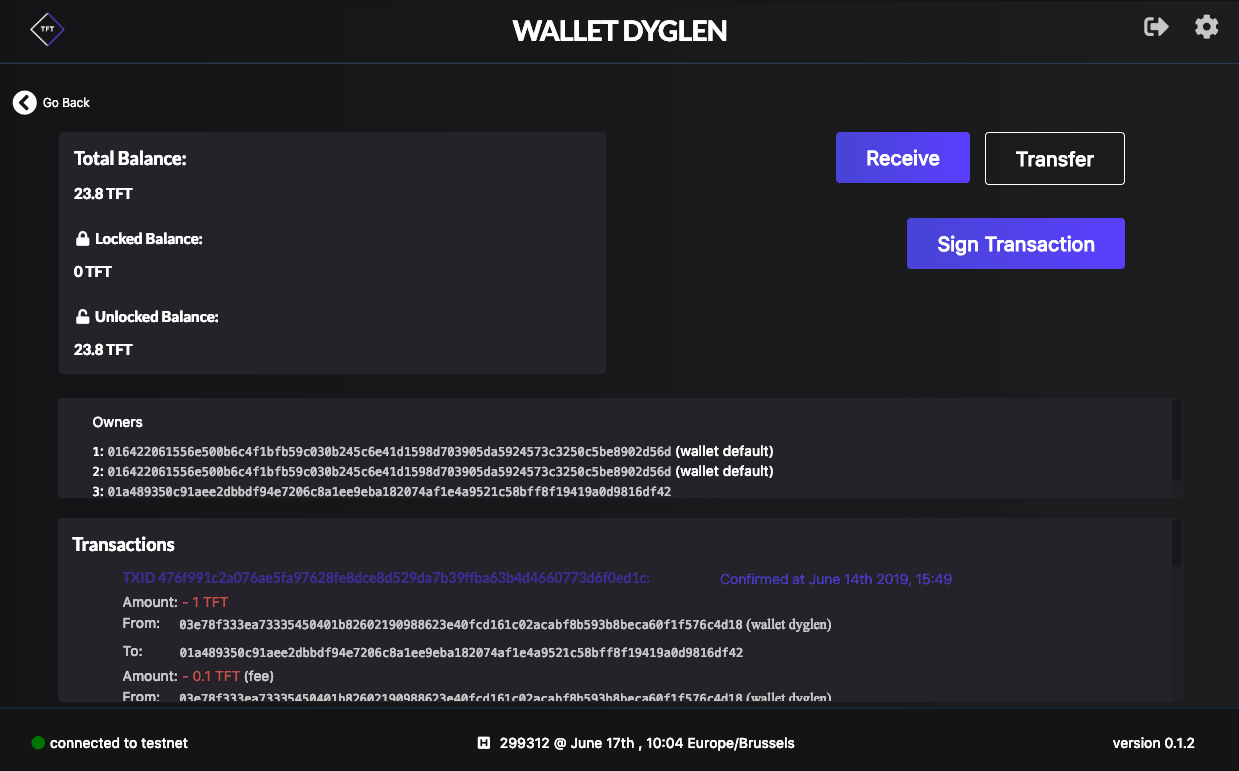 TFT
WALLET DYGLEN
Go Back
Total Balance:
23.8 TFT
Locked Balance:
0 TFT
Unlocked Balance:
23.8 TFT
Receive
Transfer
Sign Transaction
Owners
1: 016422061556e500b6c4f1bfb59c030b245c6e41d1598d703905da5924573c3250c5be8902d56d (wallet default)
2: 016422061556e500b6c4f1bfb59c030b245c6e41d1598d703905da5924573c3250c5be8902d56d (wallet default)
3: 01a489350c91aee2dbbdf94e7206c8a1ee9eba182074af1e4a9521c58bff8f19419a0d9816df42
Transactions
TXID 476f991c2a076ae5fa97628fe8dce8d529da7b39ffba63b4d4660773d6f0ed1c: Confirmed at June 14th 2019, 15:49
Amount: - 1 TFT
From: 03e78f333ea73335450401b82602190988623e40fcd161c02acabf8b593b8beca60f1f576c4d18 (wallet dyglen)
To: 01a489350c91aee2dbbdf94e7206c8a1ee9eba182074af1e4a9521c58bff8f19419a0d9816df42
Amount: - 0.1 TFT (fee)
From: 03e78f333ea73335450401b82602190988623e40fcd161c02acabf8b593b8beca60f1f576c4d18 (wallet dyglen)
connected to testnet
H 299312 @ June 17th , 10:04 Europe/Brussels
version 0.1.2